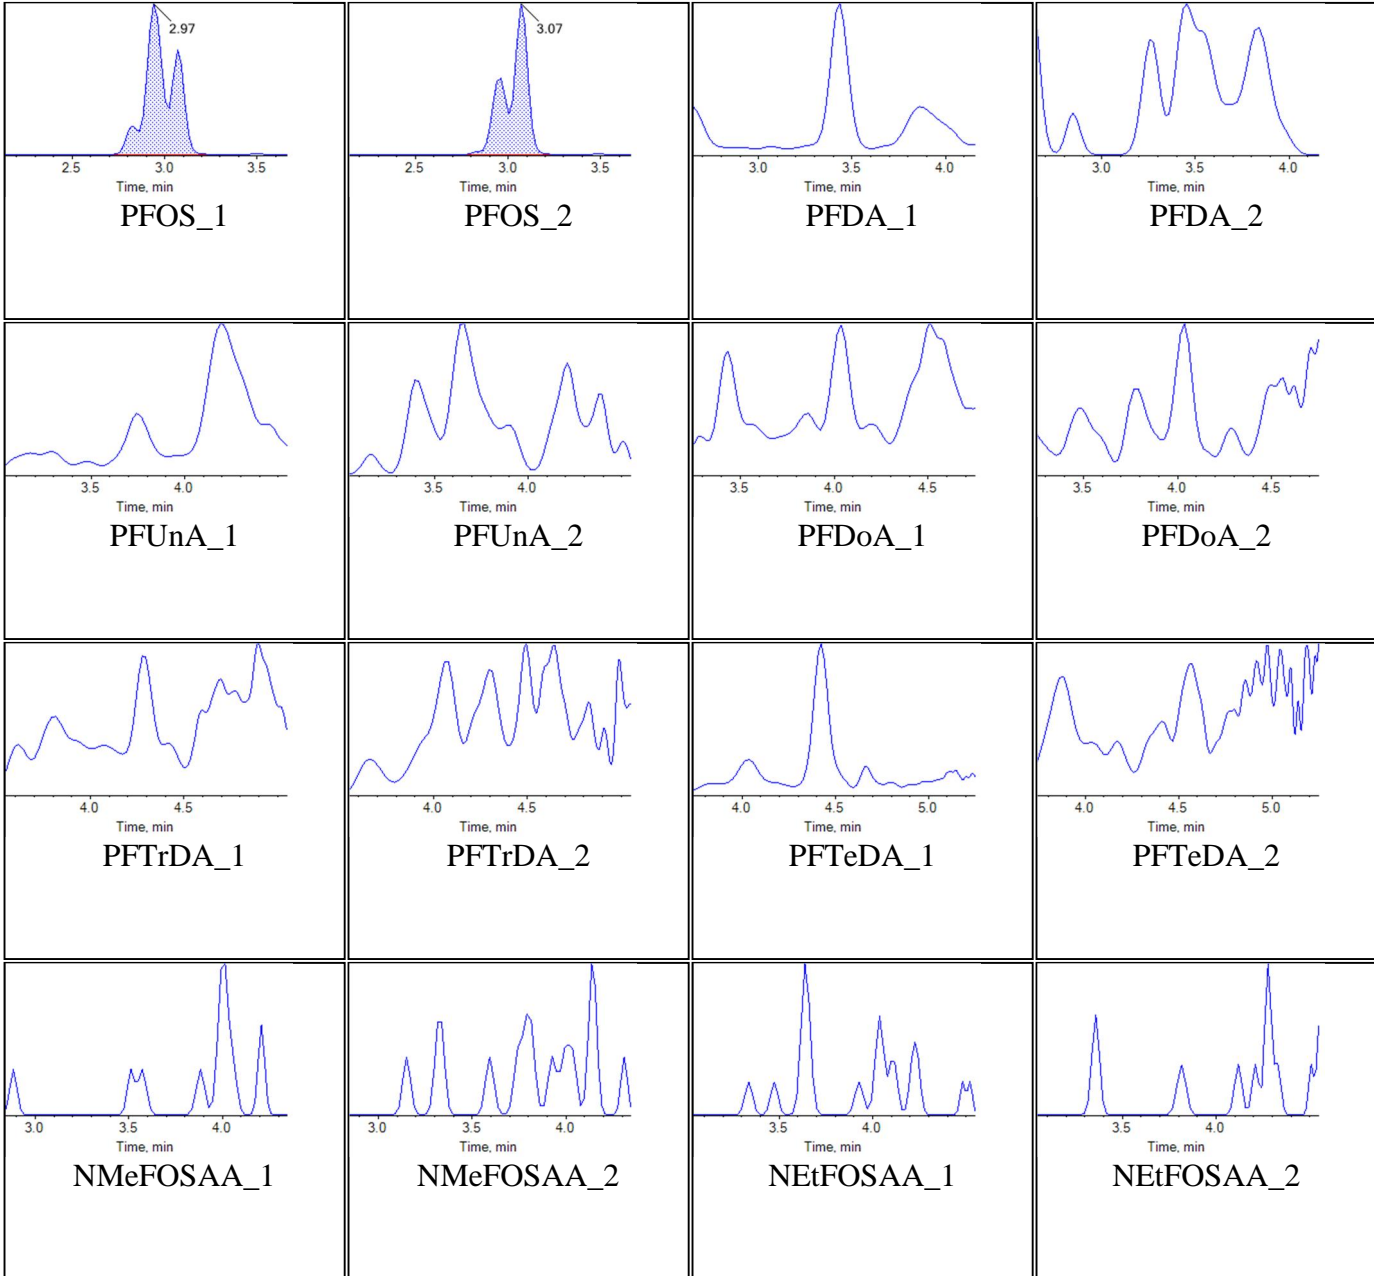 2.97
2.5 3.0 3.5
Time, min
PFOS_1
3.07
2.5 3.0 3.5
Time, min
PFOS_2
3.0 3.5 4.0
Time, min
PFDA_1
3.0 3.5 4.0
Time, min
PFDA_2
3.5 4.0
Time, min
PFUnA_1
3.5 4.0
Time, min
PFUnA_2
3.5 4.0 4.5
Time, min
PFDoA_1
3.5 4.0 4.5
Time, min
PFDoA_2
4.0 4.5
Time, min
PFTrDA_1
4.0 4.5
Time, min
PFTrDA_2
4.0 4.5 5.0
Time, min
PFTeDA_1
4.0 4.5 5.0
Time, min
PFTeDA_2
3.0 3.5 4.0
Time, min
NMeFOSAA_1
3.0 3.5 4.0
Time, min
NMeFOSAA_2
3.5 4.0
Time, min
NEtFOSAA_1
3.5 4.0
Time, min
NEtFOSAA_2